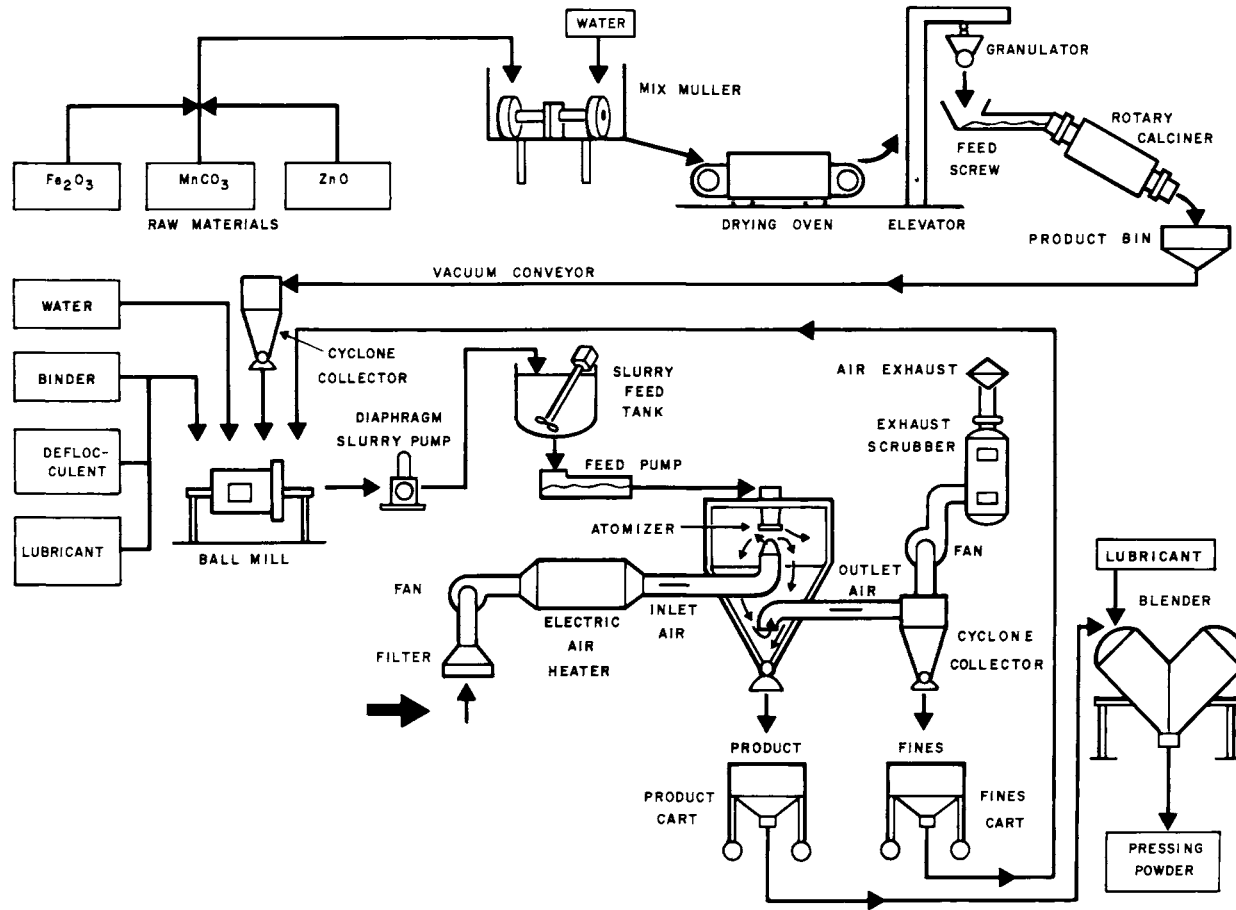 WATER
GRANULATOR
MIX MULLER
ROTARY
CALCINER
Fe2O3
MnCO3
ZnO
FEED
SCREW
RAW MATERIALS
DRYING OVEN
ELEVATOR
PRODUCT BIN
VACUUM CONVEYOR
WATER
CYCLONE
COLLECTOR
BINDER
SLURRY
FEED
TANK
AIR EXHAUST
DIAPHRAGM
SLURRY PUMP
EXHAUST
SCRUBBER
DEFLOC-
CULENT
FEED PUMP
ATOMIZER
LUBRICANT
BALL MILL
FAN
LUBRICANT
FAN
OUTLET
AIR
BLENDER
INLET
AIR
ELECTRIC
AIR
HEATER
FILTER
CYCLONE
COLLECTOR
PRODUCT
FINES
PRODUCT
CART
FINES
CART
PRESSING
POWDER